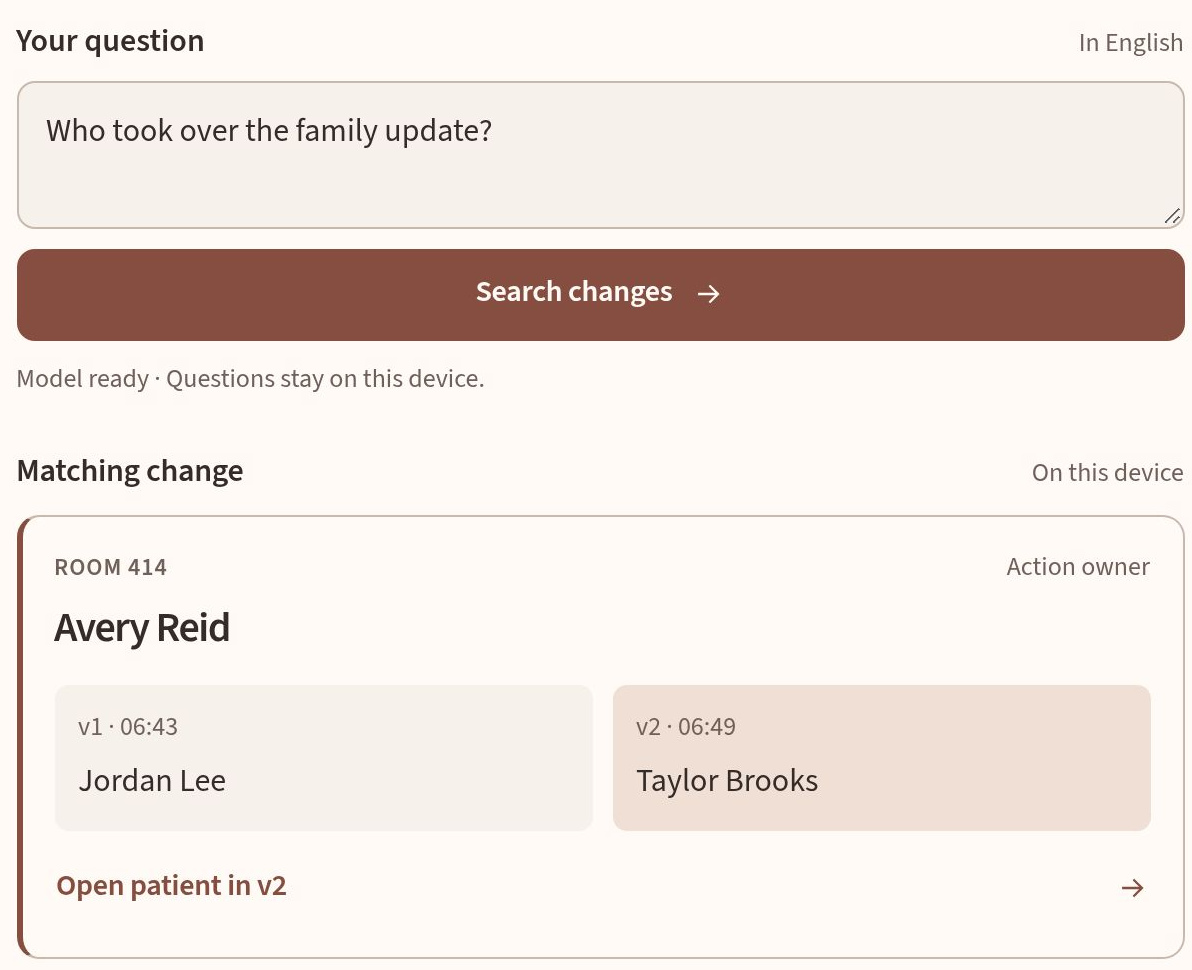 Your question
In English
Who took over the family update?
Search changes →
Model ready · Questions stay on this device.
Matching change
On this device
ROOM 414
Action owner
Avery Reid
v1 · 06:43
Jordan Lee
v2 · 06:49
Taylor Brooks
Open patient in v2 →